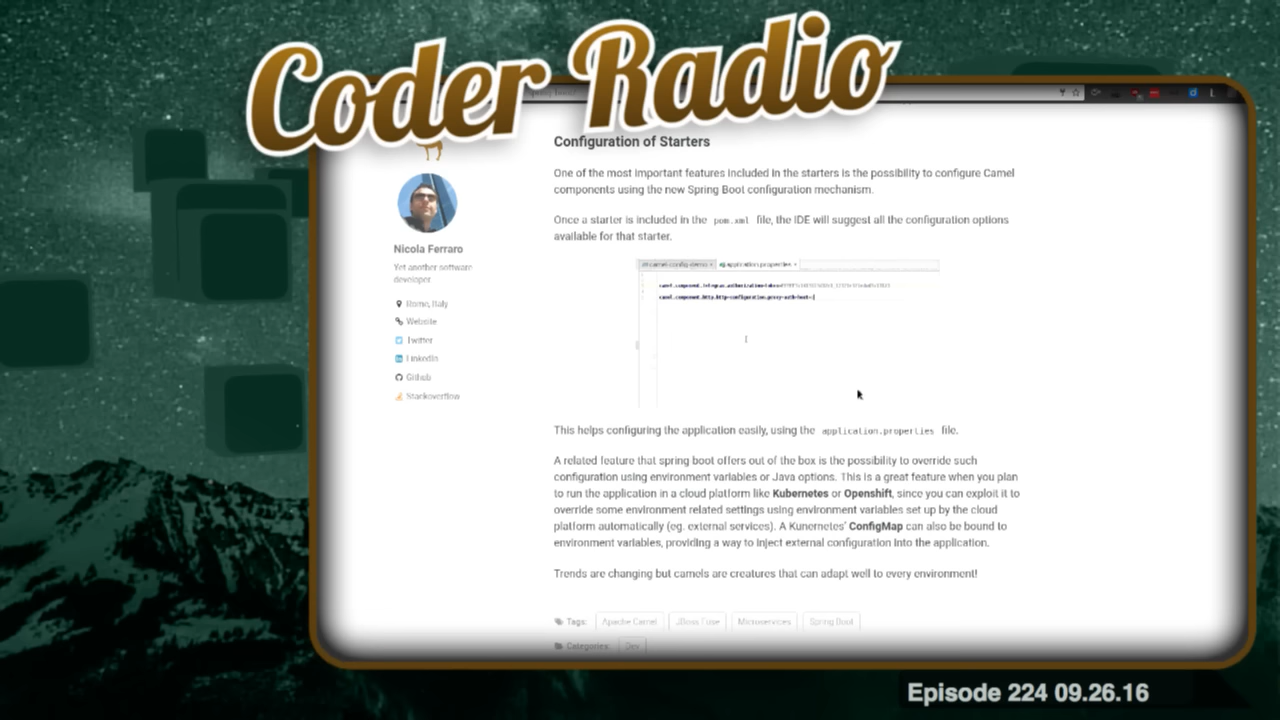 Coder Radio
Configuration of Starters
One of the most important features included in the starters is the possibility to configure Camel
components using the new Spring Boot configuration mechanism.
Once a starter is included in the pom.xml file, the IDE will suggest all the configuration options
available for that starter.
Nicola Ferraro
Yet another software
developer
Rome, Italy
Website
Twitter
LinkedIn
Github
Stackoverflow
application.properties
This helps configuring the application easily, using the application.properties file.
A related feature that spring boot offers out of the box is the possibility to override such
configuration using environment variables or Java options. This is a great feature when you plan
to run the application in a cloud platform like Kubernetes or Openshift, since you can exploit it to
override some environment related settings using environment variables set up by the cloud
platform automatically (eg. external services). A Kunernetes' ConfigMap can also be bound to
environment variables, providing a way to inject external configuration into the application.
Trends are changing but camels are creatures that can adapt well to every environment!
Tags: Apache Camel JBoss Fuse Microservices Spring Boot
Categories: Dev
Episode 224 09.26.16